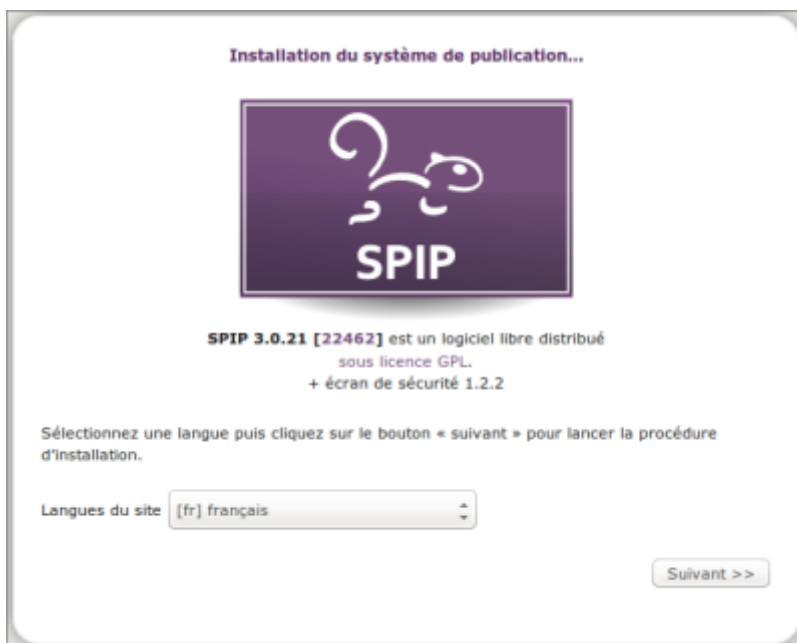 Installation du système de publication...
SPIP
SPIP 3.0.21 [22462] est un logiciel libre distribué
sous licence GPL.
+ écran de sécurité 1.2.2
Sélectionnez une langue puis cliquez sur le bouton « suivant » pour lancer la procédure
d'installation.
Langues du site [fr] français
Suivant >>